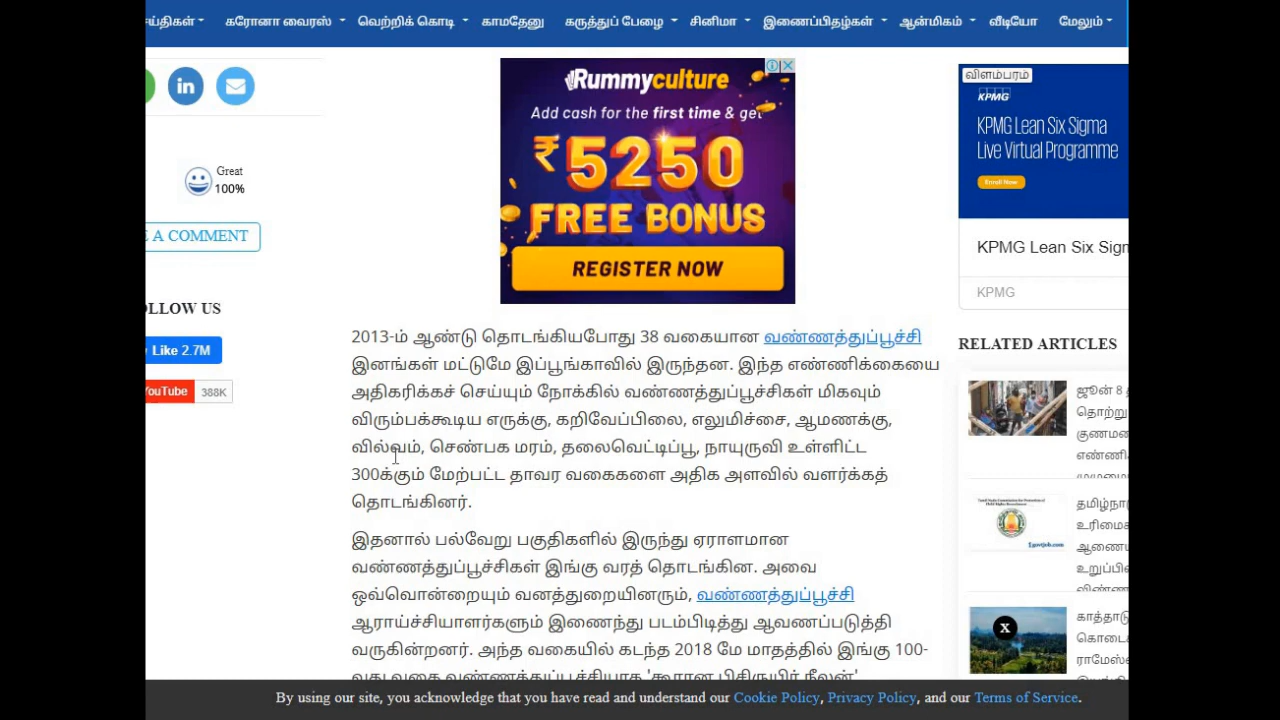 ய்திகள் கரோனா வைரஸ் வெற்றிக் கொடி காமதேனு கருத்துப் பேழை சினிமா இணைப்பிதழ்கள் ஆன்மிகம் வீடியோ மேலும்
Great
100%
A COMMENT
OLLOW US
Like 2.7M
YouTube 388K
Rummyculture
Add cash for the first time & get
₹5250
FREE BONUS
REGISTER NOW
2013-ம் ஆண்டு தொடங்கியபோது 38 வகையான வண்ணத்துப்பூச்சி
இனங்கள் மட்டுமே இப்பூங்காவில் இருந்தன. இந்த எண்ணிக்கையை
அதிகரிக்கச் செய்யும் நோக்கில் வண்ணத்துப்பூச்சிகள் மிகவும்
விரும்பக்கூடிய எருக்கு, கறிவேப்பிலை, எலுமிச்சை, ஆமணக்கு,
வில்வம், செண்பக மரம், தலைவெட்டிப்பூ, நாயுருவி உள்ளிட்ட
300க்கும் மேற்பட்ட தாவர வகைகளை அதிக அளவில் வளர்க்கத்
தொடங்கினர்.
இதனால் பல்வேறு பகுதிகளில் இருந்து ஏராளமான
வண்ணத்துப்பூச்சிகள் இங்கு வரத் தொடங்கின. அவை
ஒவ்வொன்றையும் வனத்துறையினரும், வண்ணத்துப்பூச்சி
ஆராய்ச்சியாளர்களும் இணைந்து படம்பிடித்து ஆவணப்படுத்தி
வருகின்றனர். அந்த வகையில் கடந்த 2018 மே மாதத்தில் இங்கு 100-
விளம்பரம்
KPMG
KPMG Lean Six Sigma
Live Virtual Programme
Enroll Now
KPMG Lean Six Sign
KPMG
RELATED ARTICLES
ஜூன் 8
தொற்று
குணம
எண்ணி
தமிழ்நா
உரிமை
ஆணை
உறுப்பி
காத்தாடு
கொடை
ராமேஸ்
X
By using our site, you acknowledge that you have read and understand our Cookie Policy, Privacy Policy, and our Terms of Service.